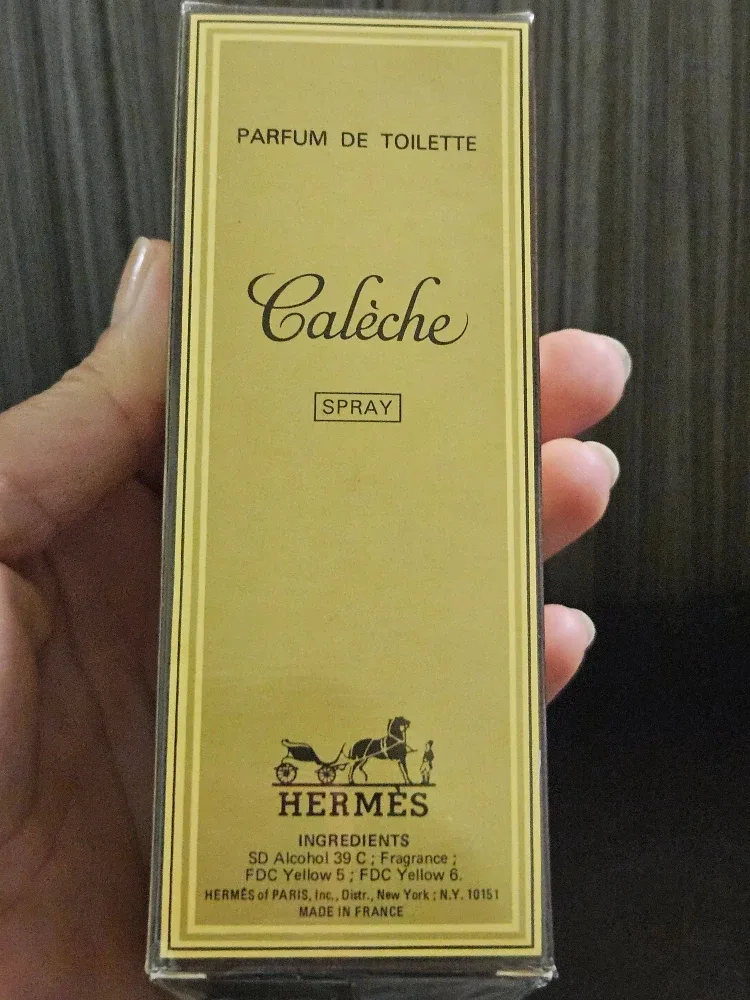 PARFUM DE TOILETTE
Calèche
SPRAY
HERMÈS
INGREDIENTS
SD Alcohol 39 C ; Fragrance ;
FDC Yellow 5 ; FDC Yellow 6.
HERMÈS of PARIS, Inc., Distr., New York ; N.Y. 10151
MADE IN FRANCE